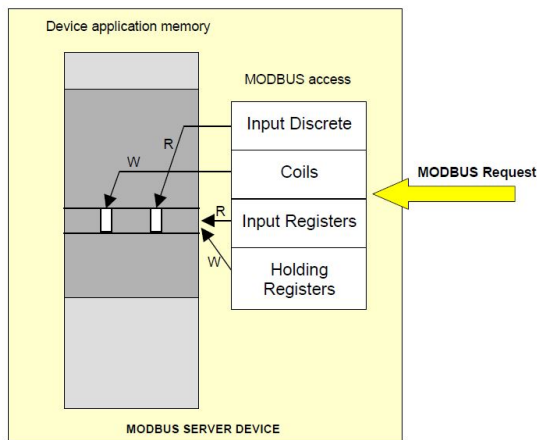 Device application memory
MODBUS access
Input Discrete
R
W
Coils
MODBUS Request
R
Input Registers
W
Holding
Registers
MODBUS SERVER DEVICE